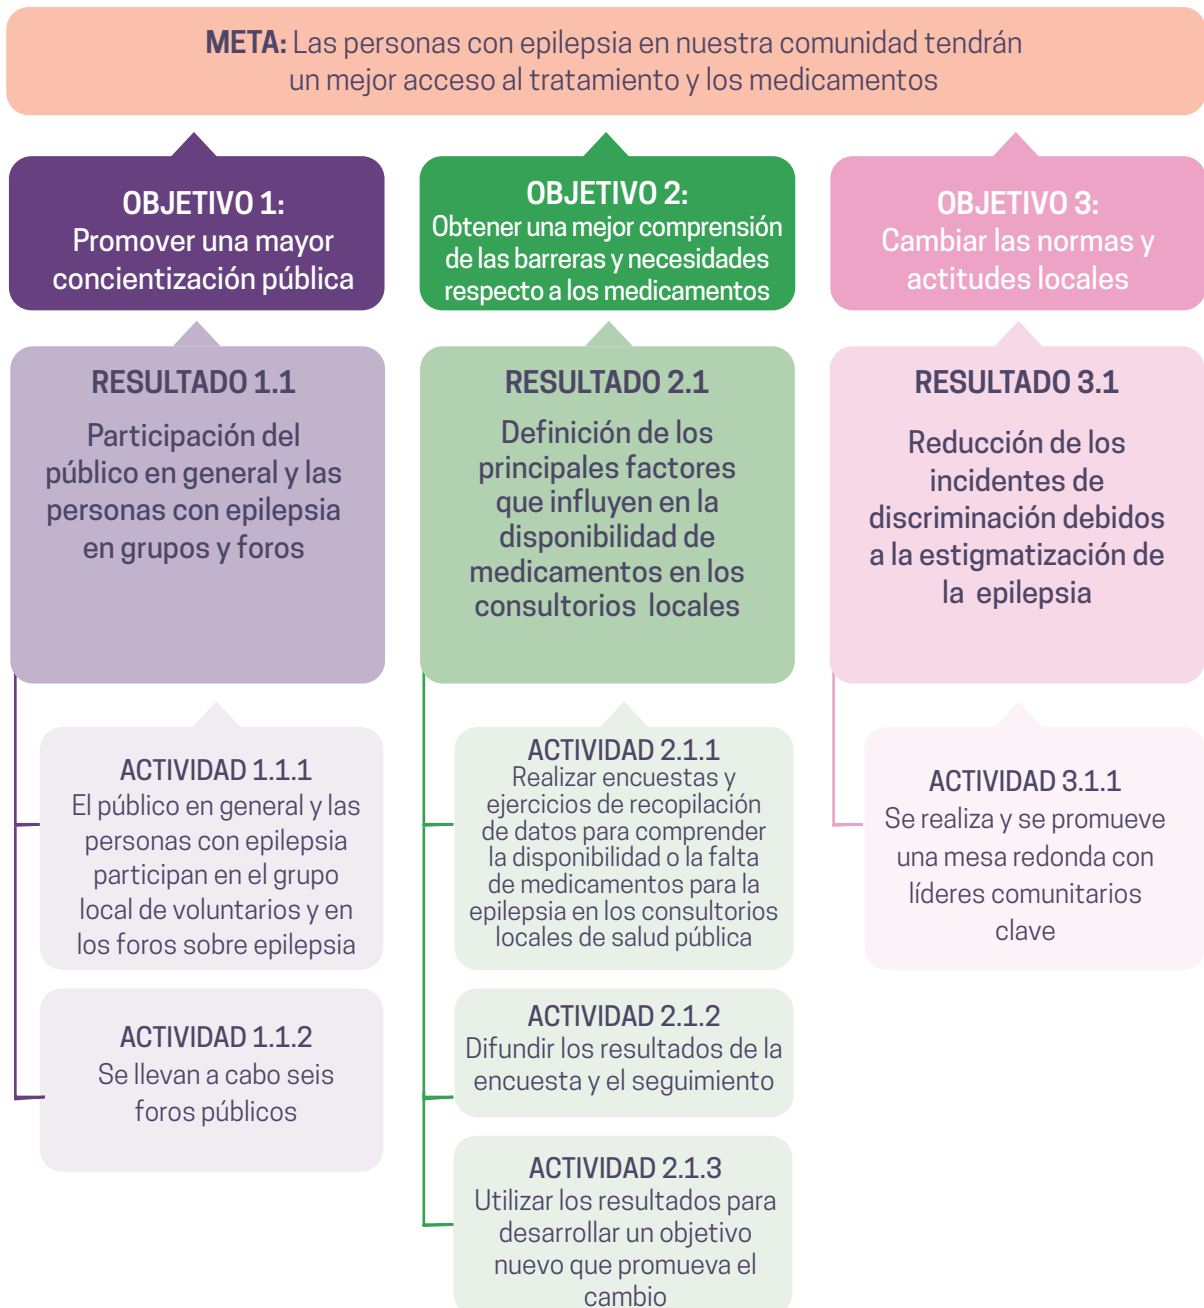 META: Las personas con epilepsia en nuestra comunidad tendrán
un mejor acceso al tratamiento y los medicamentos
OBJETIVO 1:
Promover una mayor
concientización pública
RESULTADO 1.1
Participación del
público en general y las
personas con epilepsia
en grupos y foros
ACTIVIDAD 1.1.1
El público en general y las
personas con epilepsia
participan en el grupo
local de voluntarios y en
los foros sobre epilepsia
ACTIVIDAD 1.1.2
Se llevan a cabo seis
foros públicos
OBJETIVO 2:
Obtener una mejor comprensión
de las barreras y necesidades
respecto a los medicamentos
RESULTADO 2.1
Definición de los
principales factores
que influyen en la
disponibilidad de
medicamentos en los
consultorios locales
ACTIVIDAD 2.1.1
Realizar encuestas y
ejercicios de recopilación
de datos para comprender
la disponibilidad o la falta
de medicamentos para la
epilepsia en los consultorios
locales de salud pública
ACTIVIDAD 2.1.2
Difundir los resultados de la
encuesta y el seguimiento
ACTIVIDAD 2.1.3
Utilizar los resultados para
desarrollar un objetivo
nuevo que promueva el
cambio
OBJETIVO 3:
Cambiar las normas y
actitudes locales
RESULTADO 3.1
Reducción de los
incidentes de
discriminación debidos
a la estigmatización de
la epilepsia
ACTIVIDAD 3.1.1
Se realiza y se promueve
una mesa redonda con
líderes comunitarios
clave